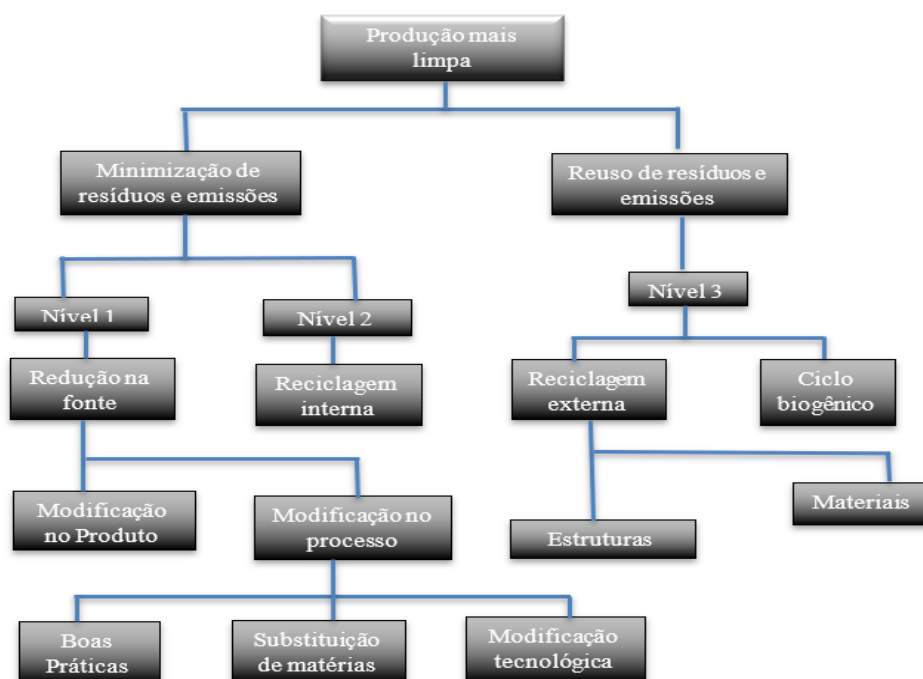 Produção mais
limpa
Minimização de
resíduos e emissões
Reuso de resíduos e
emissões
Nível 1
Nível 2
Nível 3
Redução na
fonte
Reciclagem
interna
Reciclagem
externa
Ciclo
biogênico
Modificação
no Produto
Modificação no
processo
Estruturas
Materiais
Boas
Práticas
Substituição
de matérias
Modificação
tecnológica